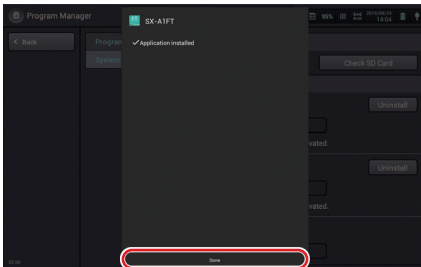 Program Manager
SX-A1FT
95%
14:04
< Back
Program
✓Application installed
System
Check SD Card
Uninstall
vated.
Uninstall
vated.
Done